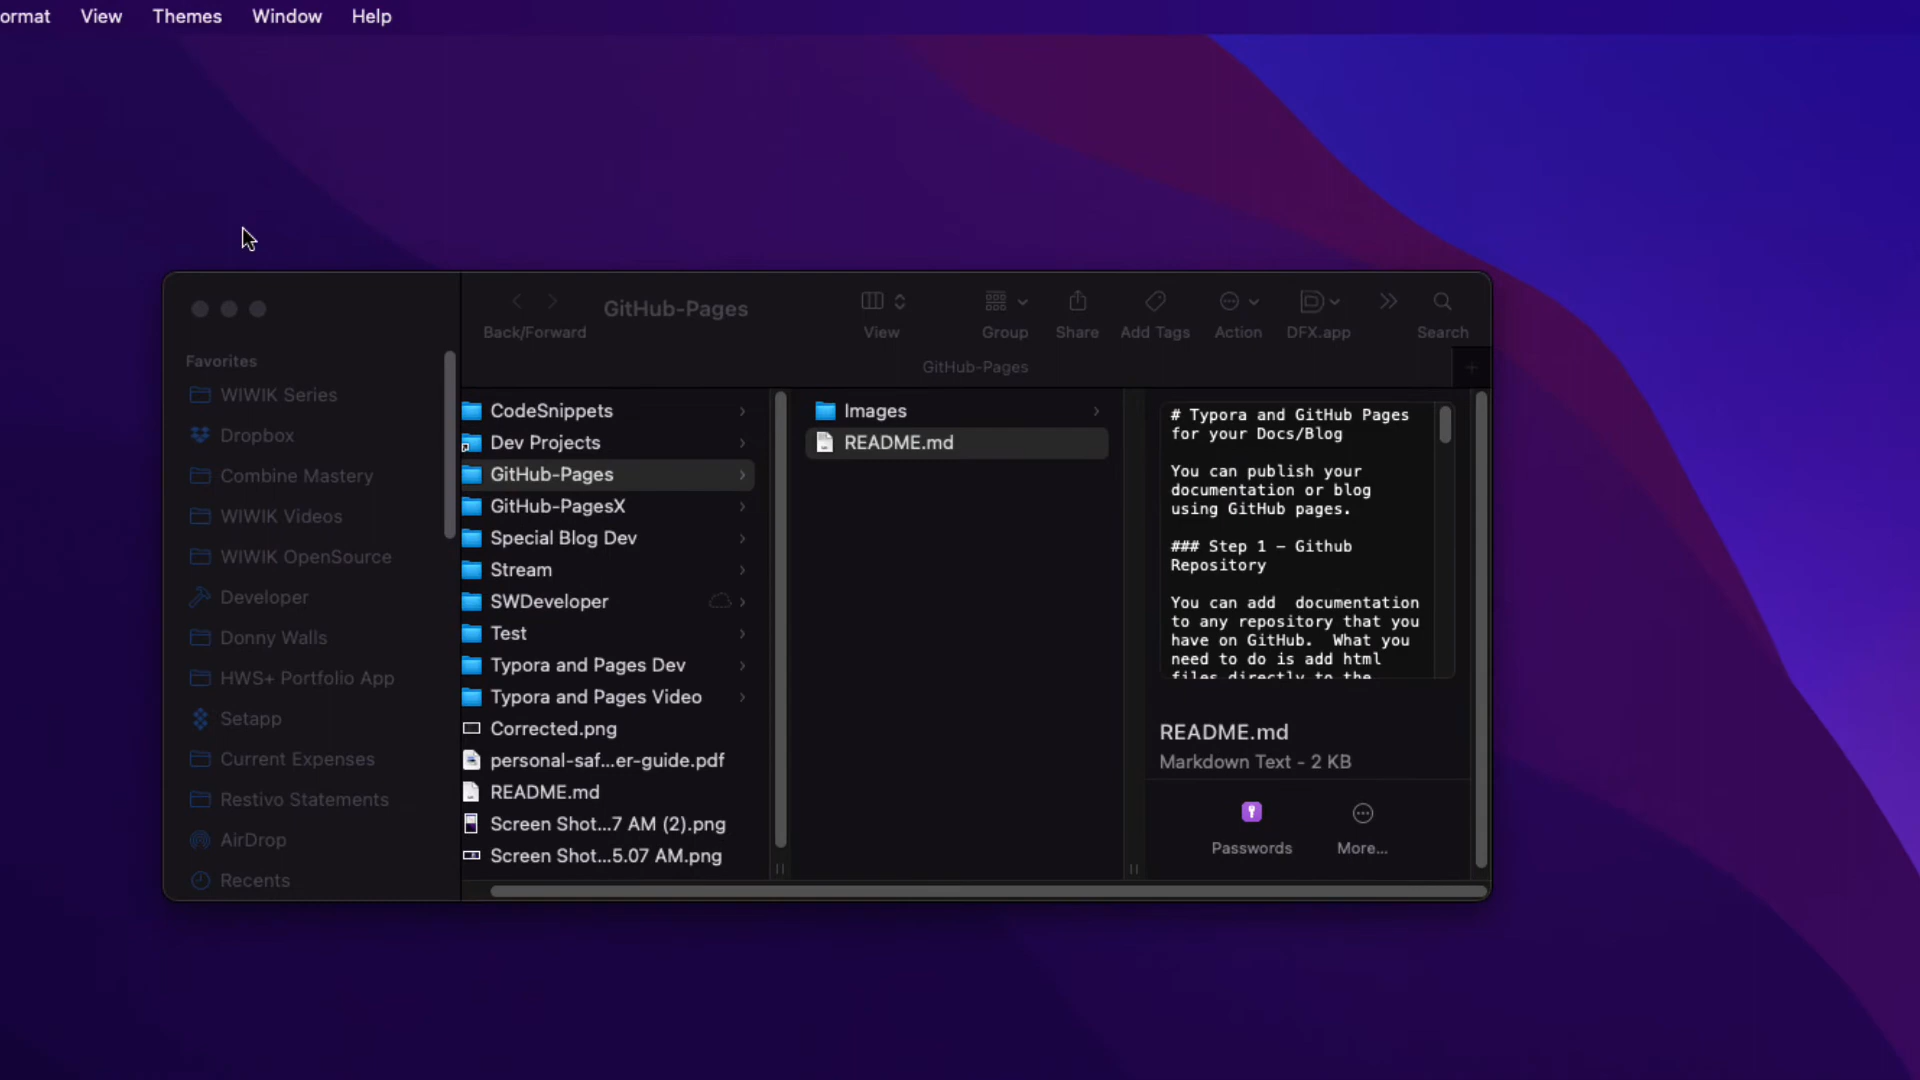 ormat View Themes Window Help
GitHub-Pages
Back/Forward View Group Share Add Tags Action DFX.app Search
GitHub-Pages
Favorites
WIWIK Series
Dropbox
Combine Mastery
WIWIK Videos
WIWIK OpenSource
Developer
Donny Walls
HWS+ Portfolio App
Setapp
Current Expenses
Restivo Statements
AirDrop
Recents
CodeSnippets
Dev Projects
GitHub-Pages
GitHub-PagesX
Special Blog Dev
Stream
SWDeveloper
Test
Typora and Pages Dev
Typora and Pages Video
Corrected.png
personal-saf...er-guide.pdf
README.md
Screen Shot...7 AM (2).png
Screen Shot...5.07 AM.png
Images
README.md
# Typora and GitHub Pages
for your Docs/Blog
You can publish your
documentation or blog
using GitHub pages.
### Step 1 – Github
Repository
You can add  documentation
to any repository that you
have on GitHub.  What you
need to do is add html
files directly to the
README.md
Markdown Text - 2 KB
Passwords More...